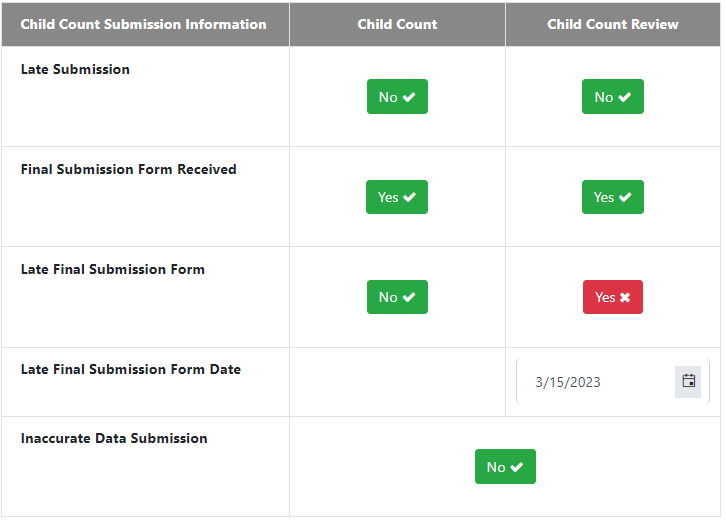 Child Count Submission Information Child Count Child Count Review
Late Submission
No No
Final Submission Form Received
Yes Yes
Late Final Submission Form
No Yes
Late Final Submission Form Date
3/15/2023
Inaccurate Data Submission
No